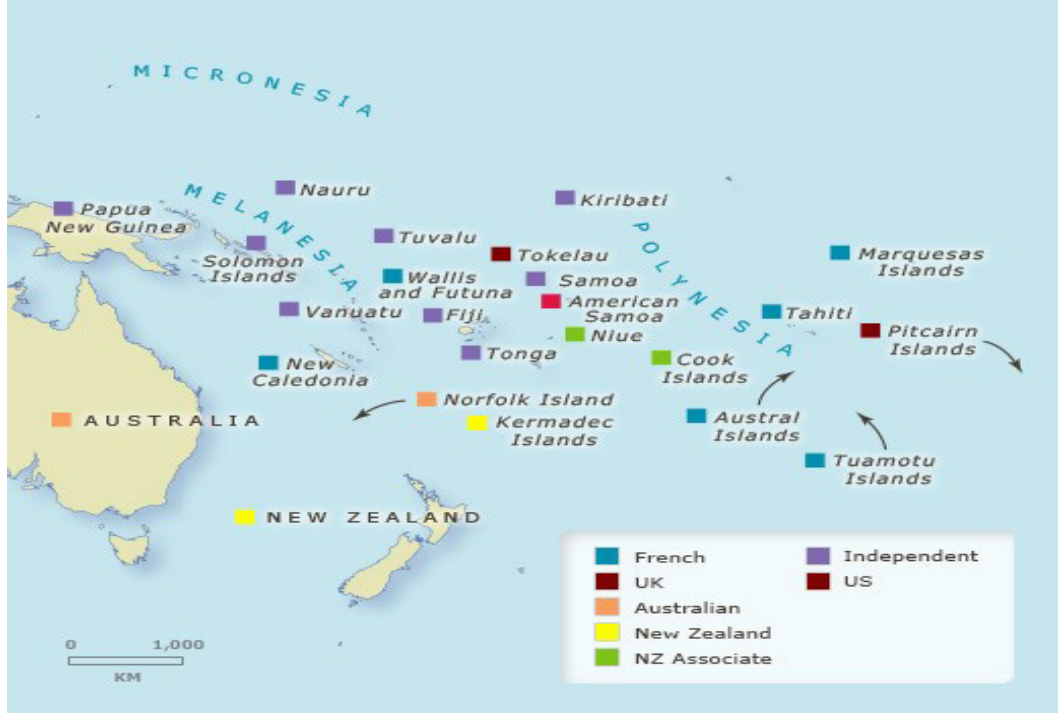 MICRONESIA
MELANESIA
POLYNESIA
Nauru
Kiribati
Papua
New Guinea
Tuvalu
Solomon
Islands
Tokelau
Marquesas
Islands
Wallis
and Futuna
Samoa
American
Samoa
Vanuatu
Fiji
Tahiti
Niue
Pitcairn
Islands
Tonga
New
Caledonia
Cook
Islands
Norfolk Island
AUSTRALIA
Kermadec
Islands
Austral
Islands
Tuamotu
Islands
NEW ZEALAND
French
UK
Australian
New Zealand
NZ Associate
Independent
US
0 1,000
KM